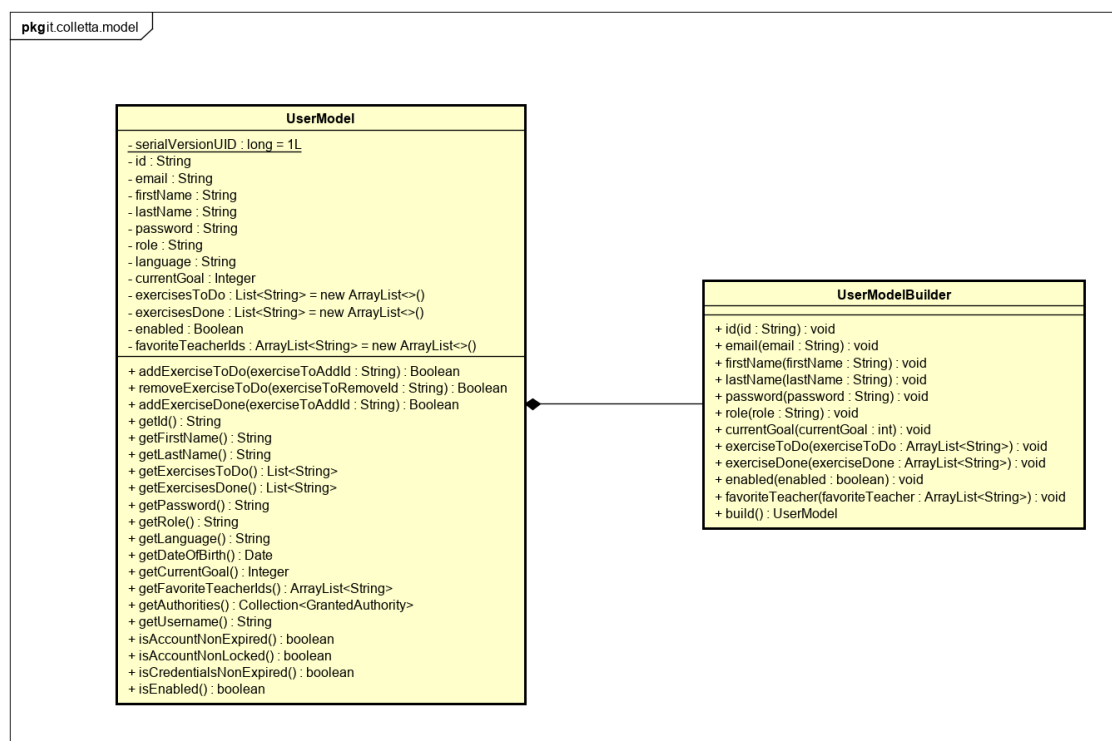 pkg it.colletta.model
UserModel
- serialVersionUID : long = 1L
- id : String
- email : String
- firstName : String
- lastName : String
- password : String
- role : String
- language : String
- currentGoal : Integer
- exercisesToDo : List<String> = new ArrayList<>()
- exercisesDone : List<String> = new ArrayList<>()
- enabled : Boolean
- favoriteTeacherIds : ArrayList<String> = new ArrayList<>()
+ addExerciseToDo(exerciseToAddId : String) : Boolean
+ removeExerciseToDo(exerciseToRemoveId : String) : Boolean
+ addExerciseDone(exerciseToAddId : String) : Boolean
+ getId() : String
+ getFirstName() : String
+ getLastName() : String
+ getExercisesToDo() : List<String>
+ getExercisesDone() : List<String>
+ getPassword() : String
+ getRole() : String
+ getLanguage() : String
+ getDateOfBirth() : Date
+ getCurrentGoal() : Integer
+ getFavoriteTeacherIds() : ArrayList<String>
+ getAuthorities() : Collection<GrantedAuthority>
+ getUsername() : String
+ isAccountNonExpired() : boolean
+ isAccountNonLocked() : boolean
+ isCredentialsNonExpired() : boolean
+ isEnabled() : boolean
UserModelBuilder
+ id(id : String) : void
+ email(email : String) : void
+ firstName(firstName : String) : void
+ lastName(lastName : String) : void
+ password(password : String) : void
+ role(role : String) : void
+ currentGoal(currentGoal : int) : void
+ exerciseToDo(exerciseToDo : ArrayList<String>) : void
+ exerciseDone(exerciseDone : ArrayList<String>) : void
+ enabled(enabled : boolean) : void
+ favoriteTeacher(favoriteTeacher : ArrayList<String>) : void
+ build() : UserModel